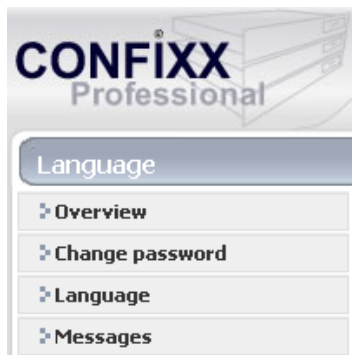 CONFIXX®
Professional
Language
Overview
Change password
Language
Messages